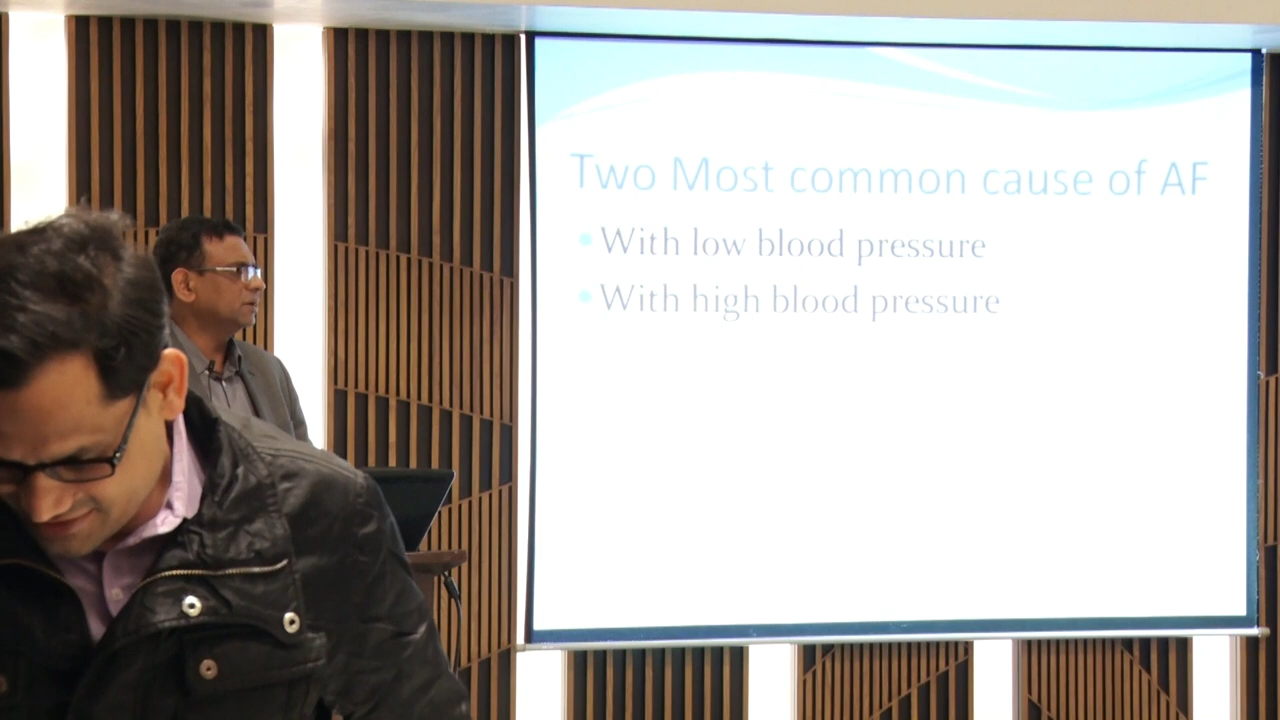 Two Most common cause of AF
• With low blood pressure
• With high blood pressure